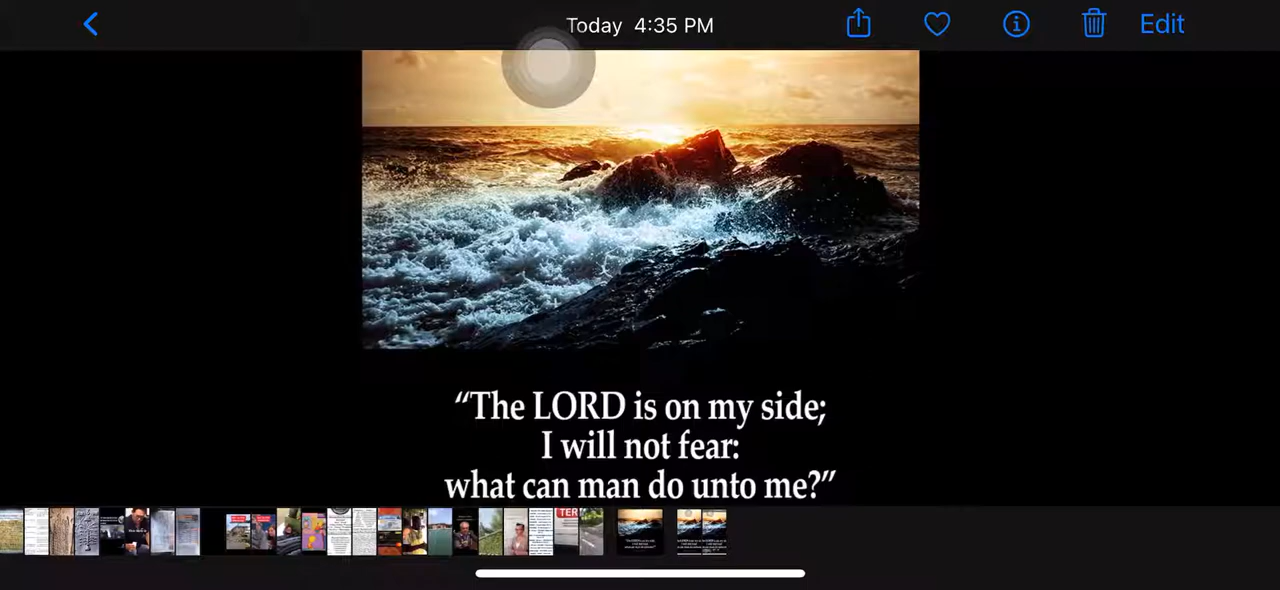 Today 4:35 PM
Edit
“The LORD is on my side;
I will not fear:
what can man do unto me?”
TER